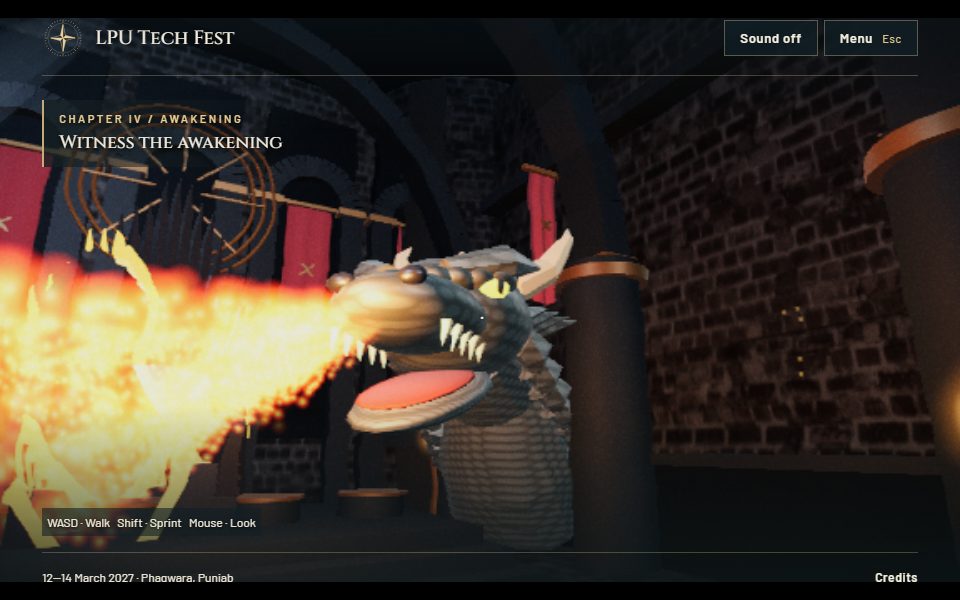 LPU Tech Fest
Sound off
Menu Esc
CHAPTER IV / AWAKENING
Witness the awakening
WASD · Walk Shift · Sprint Mouse · Look
12–14 March 2027 · Phagwara, Punjab
Credits